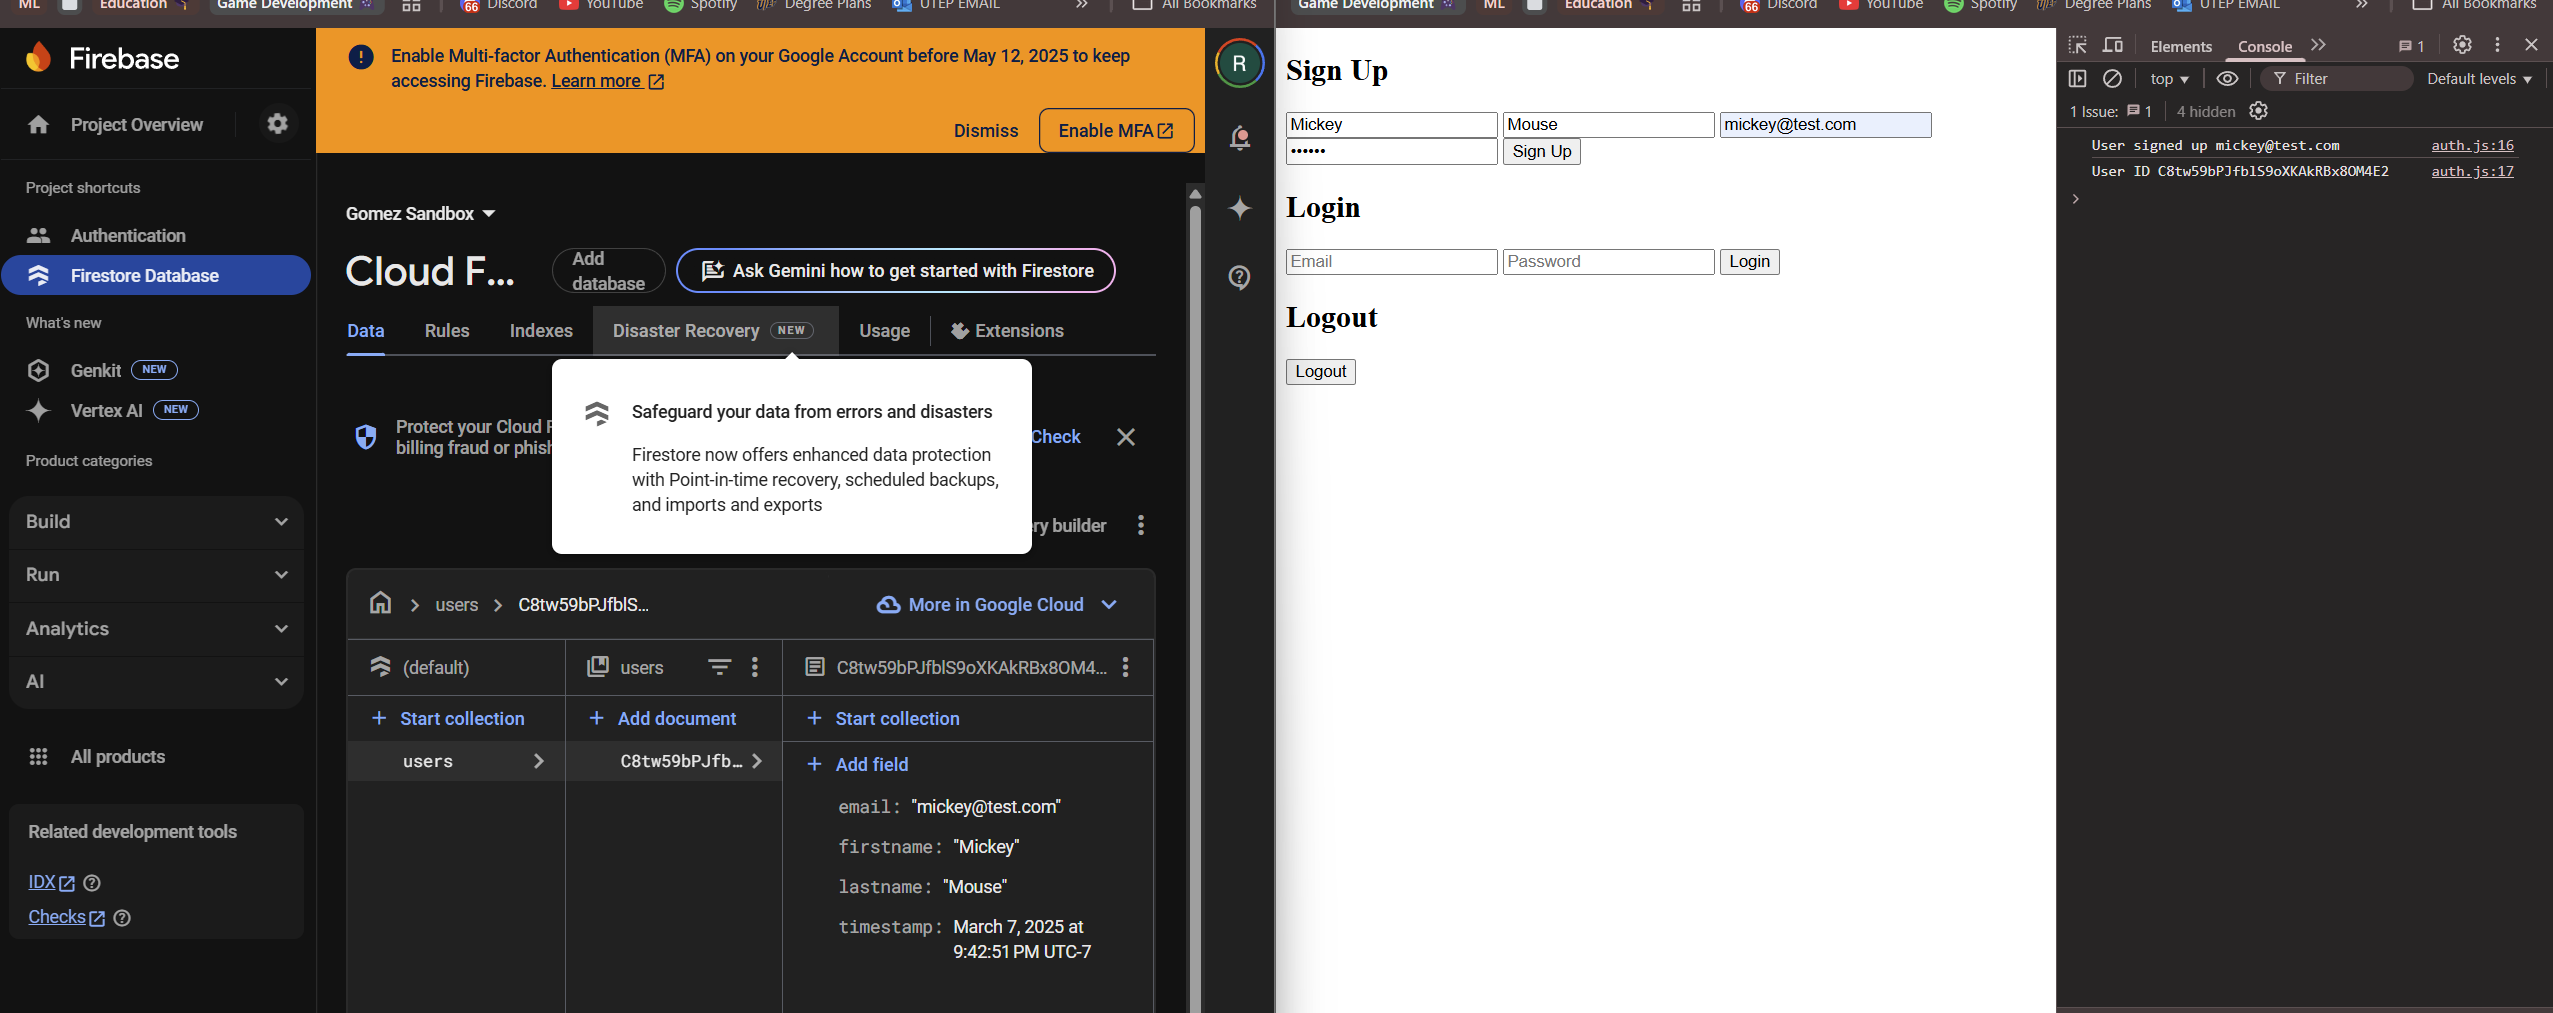 ML
Education
Game Development
Discord
YouTube
Spotify
Degree Plans
UTEP EMAIL
»
All Bookmarks
Firebase
Project Overview
Project shortcuts
Authentication
Firestore Database
What's new
Genkit NEW
Vertex AI NEW
Product categories
Build
Run
Analytics
AI
All products
Related development tools
IDX
Checks
Enable Multi-factor Authentication (MFA) on your Google Account before May 12, 2025 to keep
accessing Firebase. Learn more
Dismiss
Enable MFA
Gomez Sandbox
Cloud F...
Add
database
Ask Gemini how to get started with Firestore
Data
Rules
Indexes
Disaster Recovery NEW
Usage
Extensions
Protect your Cloud F
billing fraud or phish
Check
Safeguard your data from errors and disasters
Firestore now offers enhanced data protection
with Point-in-time recovery, scheduled backups,
and imports and exports
ry builder
users
C8tw59bPJfblS...
More in Google Cloud
(default)
users
C8tw59bPJfblS9oXKAkRBx8OM4...
+ Start collection
+ Add document
+ Start collection
users
C8tw59bPJfb...
+ Add field
email: "mickey@test.com"
firstname: "Mickey"
lastname: "Mouse"
timestamp: March 7, 2025 at
9:42:51 PM UTC-7
R
Game Development
ML
Education
66
Discord
YouTube
Spotify
Degree Plans
UTEP EMAIL
»
All Bookmarks
Sign Up
Mickey
Mouse
mickey@test.com
••••••
Sign Up
Login
Email
Password
Login
Logout
Logout
Elements
Console
1
top
Filter
Default levels
1 Issue: 1
4 hidden
User signed up mickey@test.com auth.js:16
User ID C8tw59bPJfblS9oXKAkRBx8OM4E2 auth.js:17